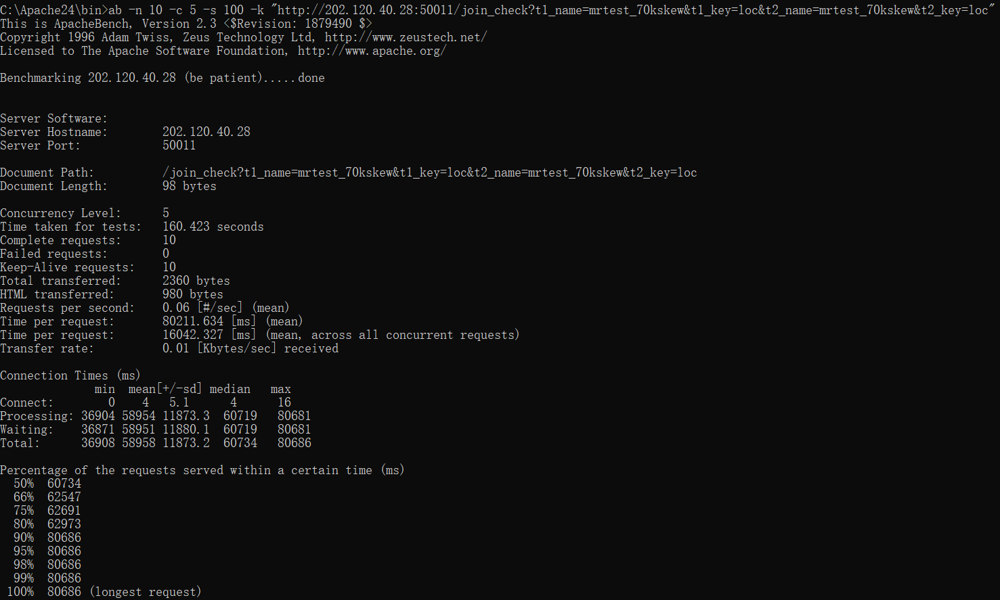 C:\Apache24\bin>ab -n 10 -c 5 -s 100 -k "http://202.120.40.28:50011/join_check?t1_name=mrtest_70kskew&t1_key=loc&t2_name=mrtest_70kskew&t2_key=loc"
This is ApacheBench, Version 2.3 <$Revision: 1879490 $>
Copyright 1996 Adam Twiss, Zeus Technology Ltd, http://www.zeustech.net/
Licensed to The Apache Software Foundation, http://www.apache.org/

Benchmarking 202.120.40.28 (be patient).....done


Server Software:
Server Hostname:        202.120.40.28
Server Port:            50011

Document Path:          /join_check?t1_name=mrtest_70kskew&t1_key=loc&t2_name=mrtest_70kskew&t2_key=loc
Document Length:        98 bytes

Concurrency Level:      5
Time taken for tests:   160.423 seconds
Complete requests:      10
Failed requests:        0
Keep-Alive requests:    10
Total transferred:      2360 bytes
HTML transferred:       980 bytes
Requests per second:    0.06 [#/sec] (mean)
Time per request:       80211.634 [ms] (mean)
Time per request:       16042.327 [ms] (mean, across all concurrent requests)
Transfer rate:          0.01 [Kbytes/sec] received

Connection Times (ms)
              min  mean[+/-sd] median   max
Connect:        0    4   5.1      4      16
Processing: 36904 58954 11873.3  60719   80681
Waiting:    36871 58951 11880.1  60719   80681
Total:      36908 58958 11873.2  60734   80686

Percentage of the requests served within a certain time (ms)
  50%  60734
  66%  62547
  75%  62691
  80%  62973
  90%  80686
  95%  80686
  98%  80686
  99%  80686
 100%  80686 (longest request)